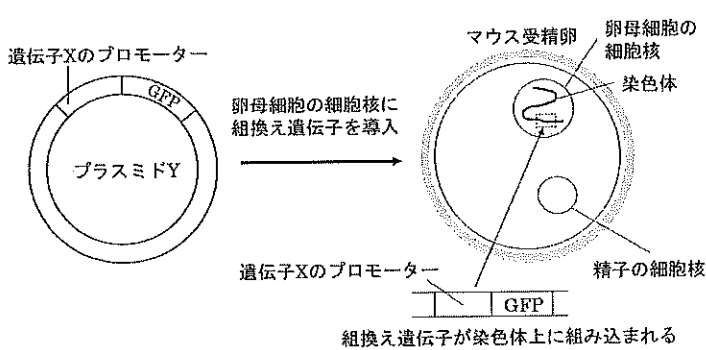 遺伝子Xのプロモーター
GFP
プラスミドY
卵母細胞の細胞核に
組換え遺伝子を導入
マウス受精卵
卵母細胞の
細胞核
染色体
精子の細胞核
遺伝子Xのプロモーター
GFP
組換え遺伝子が染色体上に組み込まれる